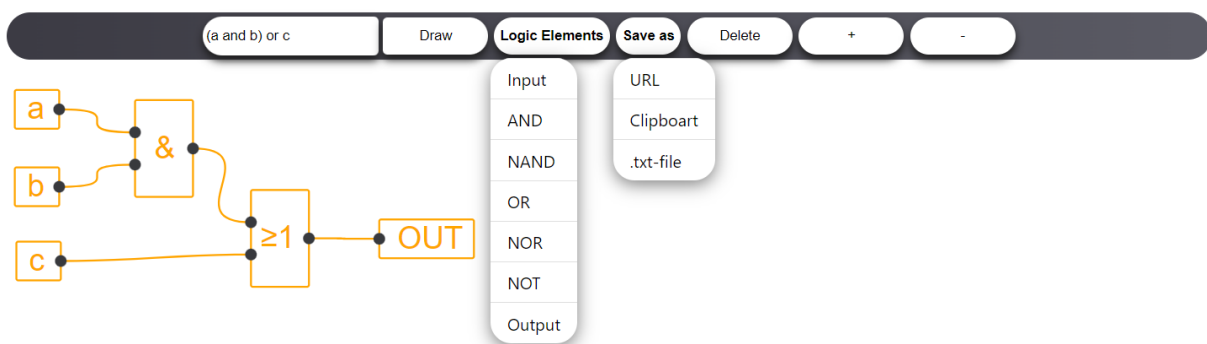 (a and b) or c Draw Logic Elements Save as Delete + -
Input
AND
NAND
OR
NOR
NOT
Output
URL
Clipboart
.txt-file
a
b
c
&
≥1
OUT